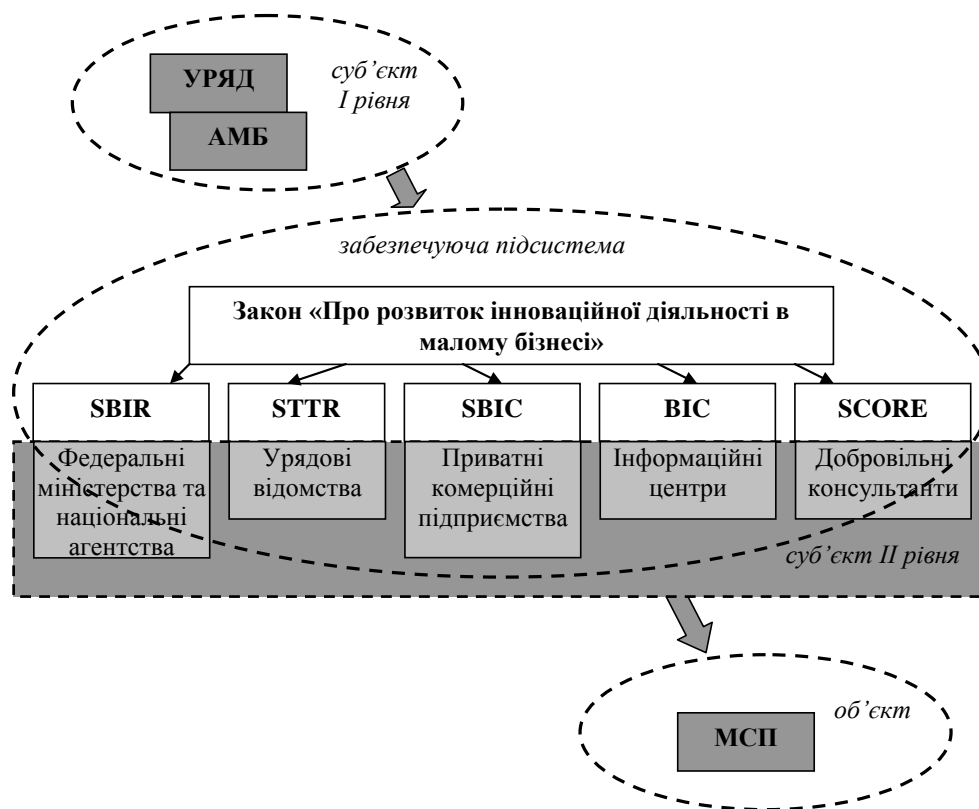 УРЯД
суб’єкт
І рівня
АМБ
забезпечуюча підсистема
Закон «Про розвиток інноваційної діяльності в
малому бізнесі»
SBIR
STTR
SBIC
BIC
SCORE
Федеральні
міністерства та
національні
агентства
Урядові
відомства
Приватні
комерційні
підприємства
Інформаційні
центри
Добровільні
консультанти
суб’єкт ІІ рівня
об’єкт
МСП